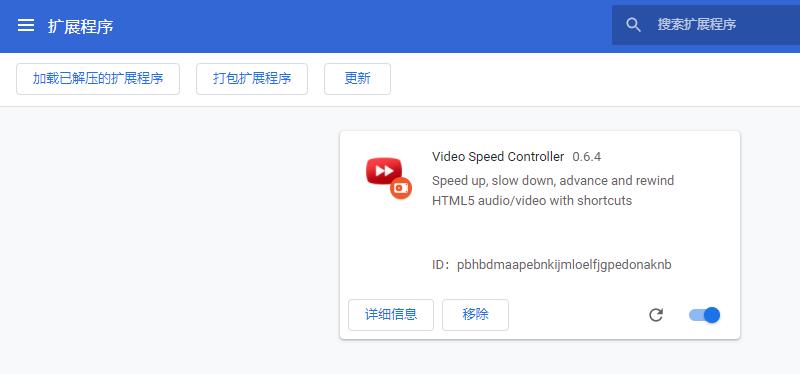 扩展程序
搜索扩展程序
加载已解压的扩展程序 打包扩展程序 更新
Video Speed Controller 0.6.4
Speed up, slow down, advance and rewind
HTML5 audio/video with shortcuts
ID：pbhbdmaapebnkijmloelfjgpedonaknb
详细信息 移除